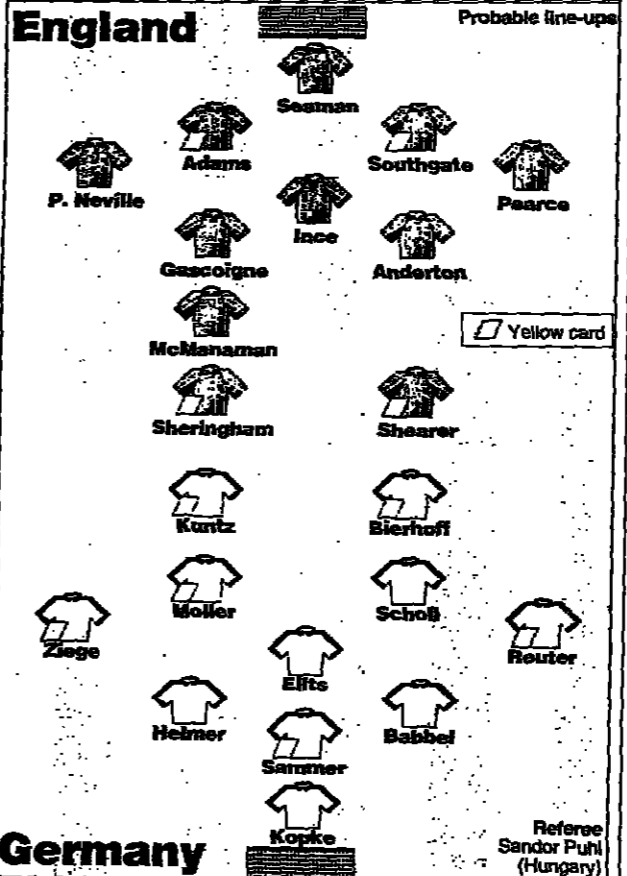 England
Probable line-ups
Seaman
Adams
Southgate
P. Neville
Pearce
Ince
Gascoigne
Anderton
McManaman
Yellow card
Sheringham
Shearer
Kuntz
Bierhoff
Moller
Scholl
Ziege
Reuter
Eilts
Helmer
Babbel
Sammer
Kopke
Germany
Referee
Sandor Puhl
(Hungary)